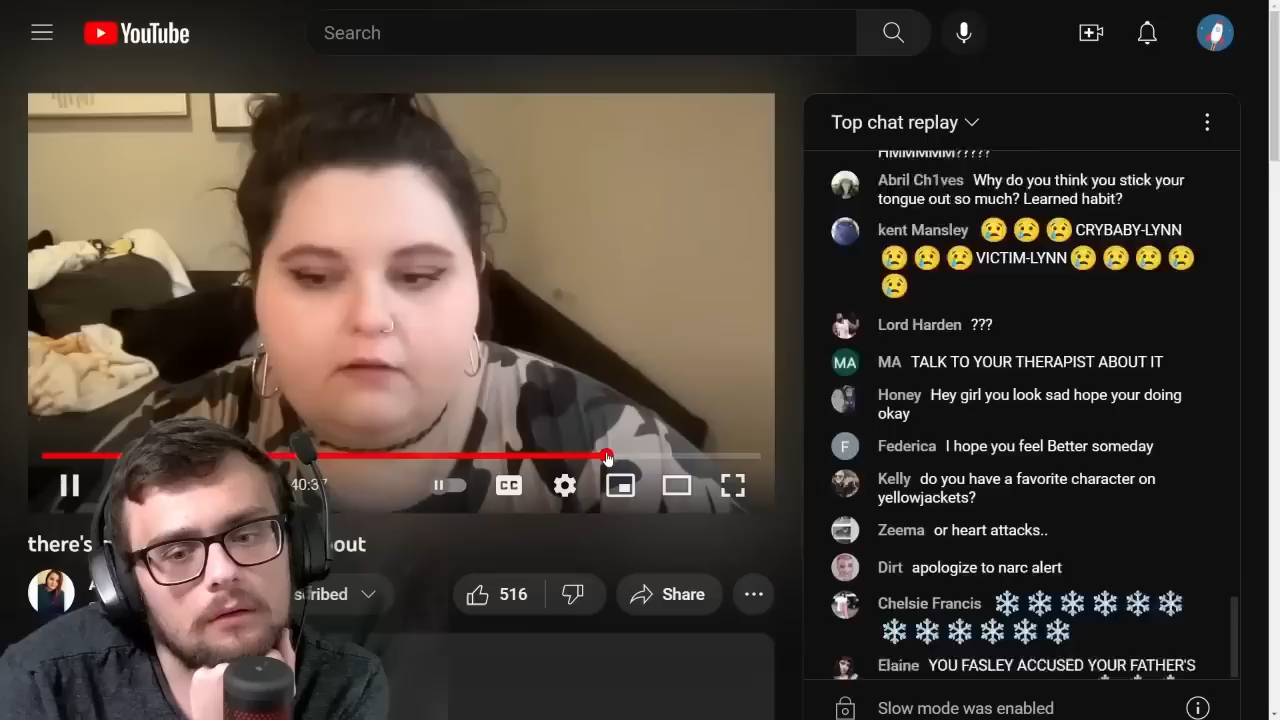 YouTube
Search
Top chat replay
HMMMMMM?????
Abril Ch1ves Why do you think you stick your
tongue out so much? Learned habit?
kent Mansley 😢 😢 😢 CRYBABY-LYNN
😢 😢 😢 VICTIM-LYNN 😢 😢 😢 😢
😢
Lord Harden ???
MA MA TALK TO YOUR THERAPIST ABOUT IT
Honey Hey girl you look sad hope your doing
okay
F Federica I hope you feel Better someday
Kelly do you have a favorite character on
yellowjackets?
Zeema or heart attacks..
Dirt apologize to narc alert
Chelsie Francis ❄ ❄ ❄ ❄ ❄ ❄
❄ ❄ ❄ ❄ ❄ ❄
Elaine YOU FASLEY ACCUSED YOUR FATHER'S
Slow mode was enabled
40:37
CC
there's
out
516
Share